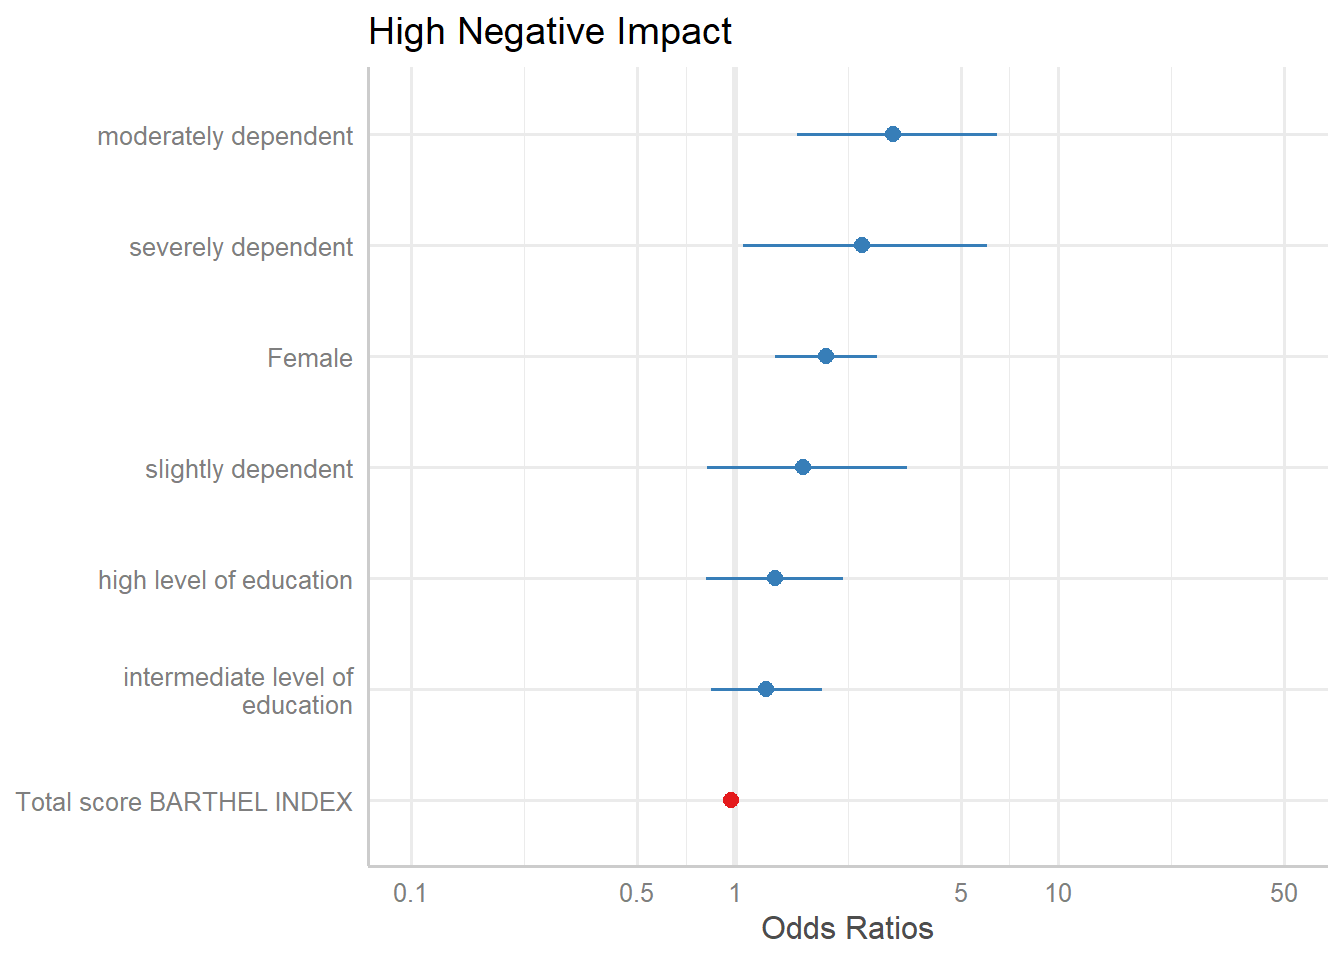 High Negative Impact
moderately dependent
severely dependent
Female
slightly dependent
high level of education
intermediate level of
education
Total score BARTHEL INDEX
0.1 0.5 1 5 10 50
Odds Ratios